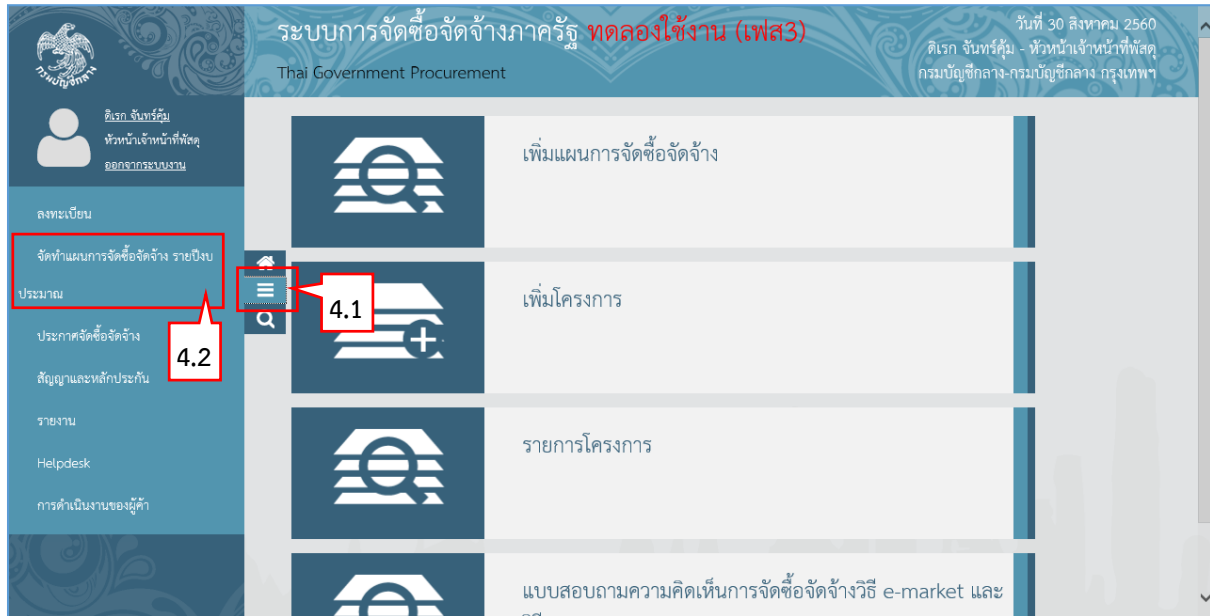 ระบบการจัดซื้อจัดจ้างภาครัฐ ทดลองใช้งาน (เฟส3)
Thai Government Procurement
วันที่ 30 สิงหาคม 2560
ดิเรก จันทร์คุ้ม - หัวหน้าเจ้าหน้าที่พัสดุ
กรมบัญชีกลาง-กรมบัญชีกลาง กรุงเทพฯ
กรมบัญชีกลาง
ดิเรก จันทร์คุ้ม
หัวหน้าเจ้าหน้าที่พัสดุ
ออกจากระบบงาน
ลงทะเบียน
จัดทำแผนการจัดซื้อจัดจ้าง รายปีงบ
ประมาณ
ประกาศจัดซื้อจัดจ้าง
สัญญาและหลักประกัน
รายงาน
Helpdesk
การดำเนินงานของผู้ค้า
4.1
4.2
เพิ่มแผนการจัดซื้อจัดจ้าง
เพิ่มโครงการ
รายการโครงการ
แบบสอบถามความคิดเห็นการจัดซื้อจัดจ้างวิธี e-market และ